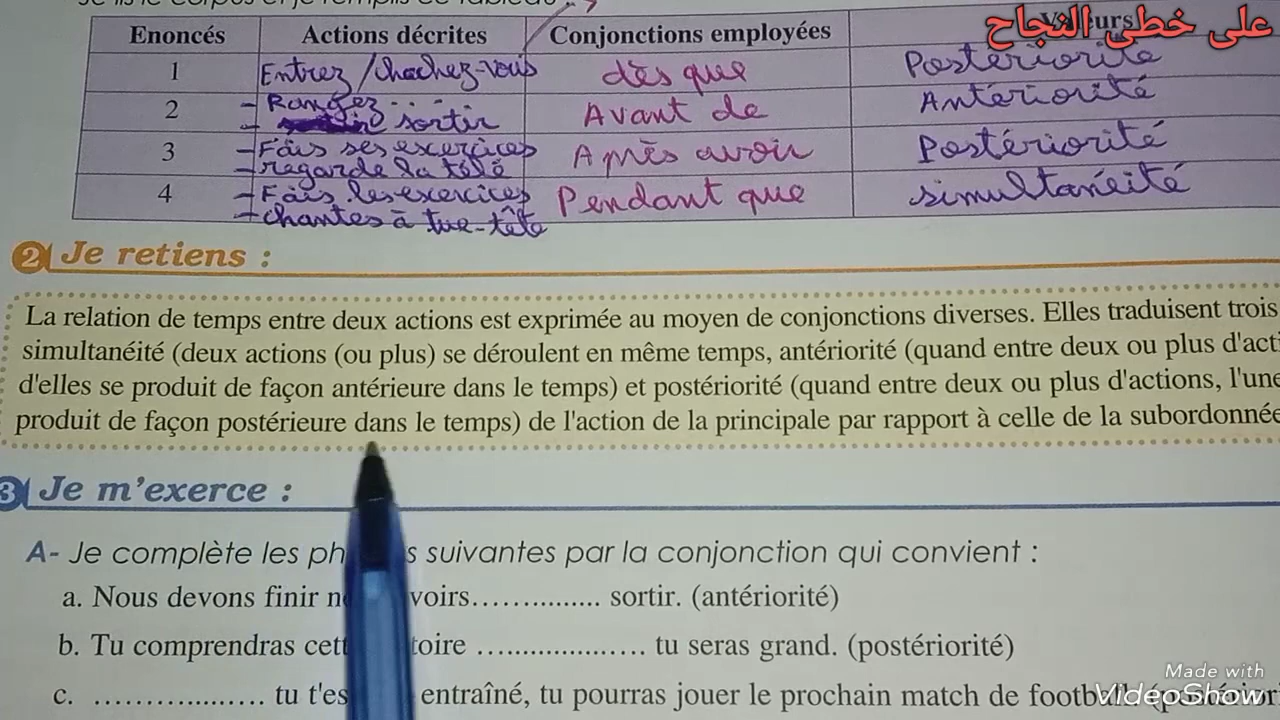 على خطى النجاح
Enoncés Actions décrites Conjonctions employées
1 Entrez / chachez-vous dès que Postériorité
2 - Rangez.... - sortir Avant de Antériorité
3 - Fais ses exercices - regarde la télé Après avoir Postériorité
4 - Fais les exercices - chantes à tue-tête Pendant que simultanéité
2 Je retiens :
La relation de temps entre deux actions est exprimée au moyen de conjonctions diverses. Elles traduisent trois
simultanéité (deux actions (ou plus) se déroulent en même temps, antériorité (quand entre deux ou plus d'acti
d'elles se produit de façon antérieure dans le temps) et postériorité (quand entre deux ou plus d'actions, l'une
produit de façon postérieure dans le temps) de l'action de la principale par rapport à celle de la subordonnée
3 Je m'exerce :
A- Je complète les ph s suivantes par la conjonction qui convient :
a. Nous devons finir n voirs............... sortir. (antériorité)
b. Tu comprendras cett toire ..................... tu seras grand. (postériorité)
c. ..................... tu t'es entraîné, tu pourras jouer le prochain match de football.
Made with
VideoShow